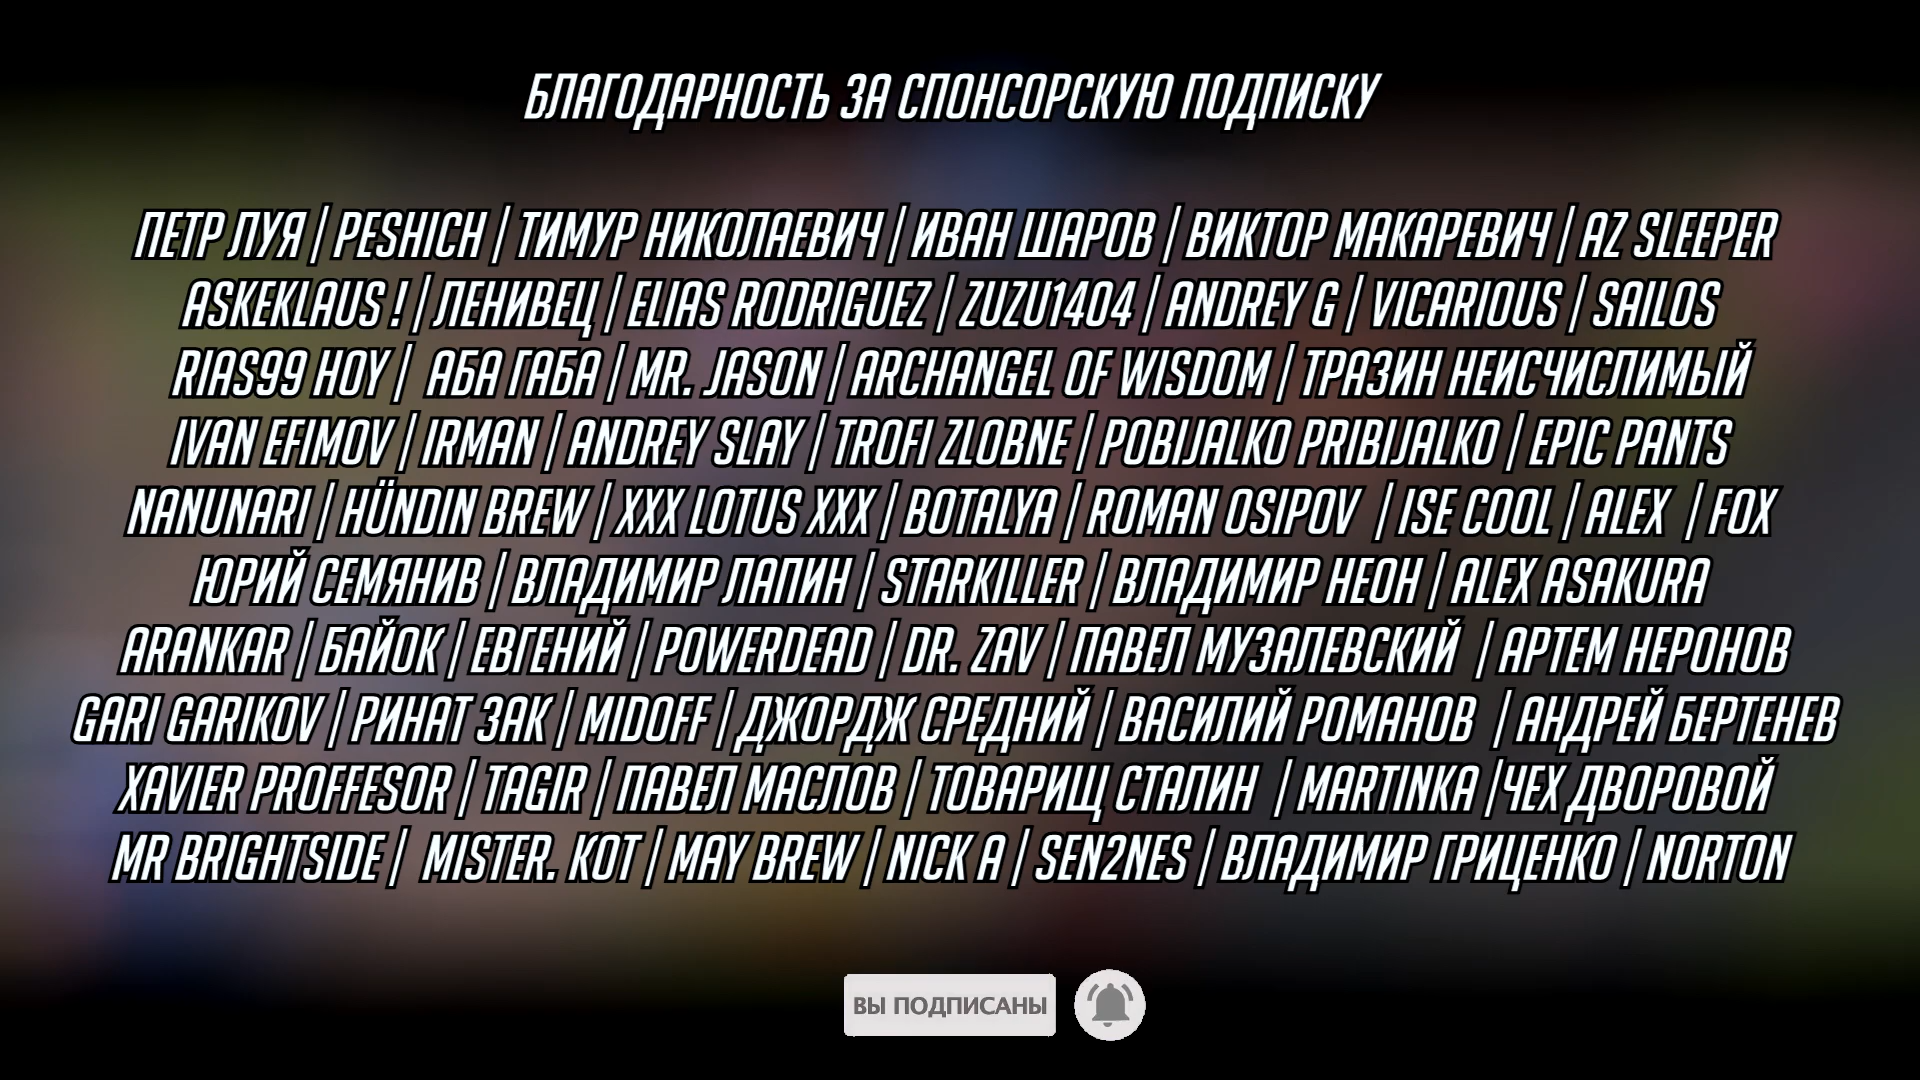 БЛАГОДАРНОСТЬ ЗА СПОНСОРСКУЮ ПОДПИСКУ
ПЕТР ЛУЯ | PESHICH | ТИМУР НИКОЛАЕВИЧ | ИВАН ШАРОВ | ВИКТОР МАКАРЕВИЧ | AZ SLEEPER
ASKEKLAUS ! | ЛЕНИВЕЦ | ELIAS RODRIGUEZ | ZUZU1404 | ANDREY G | VICARIOUS | SAILOS
RIAS99 HOY | АБА ГАБА | MR. JASON | ARCHANGEL OF WISDOM | ТРАЗИН НЕИСЧИСЛИМЫЙ
IVAN EFIMOV | IRMAN | ANDREY SLAY | TROFI ZLOBNE | POBIJALKO PRIBIJALKO | EPIC PANTS
NANUNARI | HÜNDIN BREW | XXX LOTUS XXX | BOTALYA | ROMAN OSIPOV | ISE COOL | ALEX | FOX
ЮРИЙ СЕМЯНИВ | ВЛАДИМИР ЛАПИН | STARKILLER | ВЛАДИМИР НЕОН | ALEX ASAKURA
ARANKAR | БАЙОК | ЕВГЕНИЙ | POWERDEAD | DR. ZAV | ПАВЕЛ МУЗАЛЕВСКИЙ | АРТЕМ НЕРОНОВ
GARI GARIKOV | РИНАТ ЗАК | MIDOFF | ДЖОРДЖ СРЕДНИЙ | ВАСИЛИЙ РОМАНОВ | АНДРЕЙ БЕРТЕНЕВ
XAVIER PROFFESOR | TAGIR | ПАВЕЛ МАСЛОВ | ТОВАРИЩ СТАЛИН | MARTINKA |ЧЕХ ДВОРОВОЙ
MR BRIGHTSIDE | MISTER. KOT | MAY BREW | NICK A | SEN2NES | ВЛАДИМИР ГРИЦЕНКО | NORTON
ВЫ ПОДПИСАНЫ